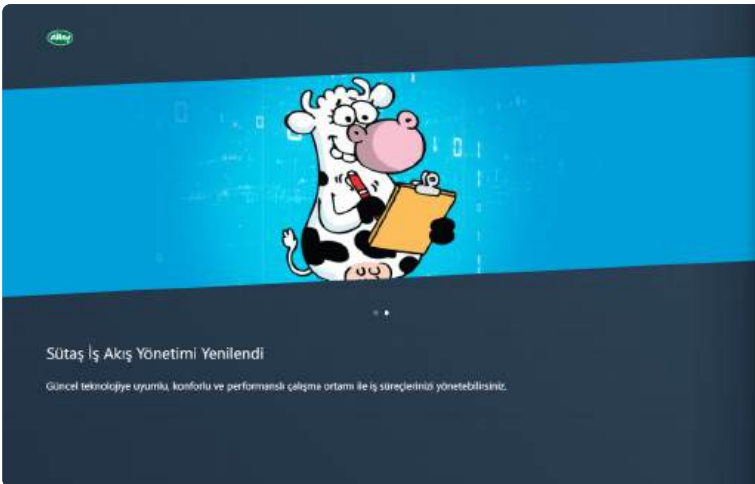 Sütaş İş Akış Yönetimi Yenilendi
Güncel teknolojiye uyumlu, konforlu ve performanslı çalışma ortamı ile iş süreçlerinizi yönetebilirsiniz.